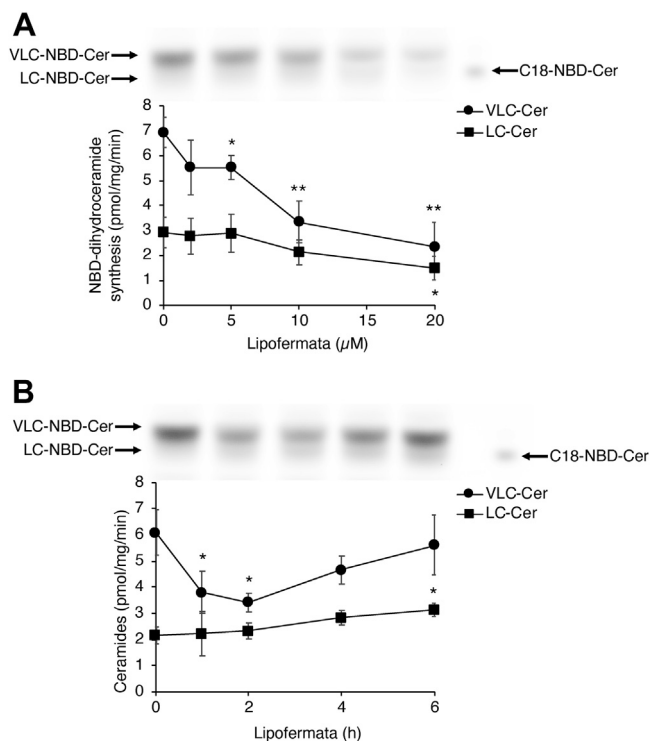 A
VLC-NBD-Cer
LC-NBD-Cer
C18-NBD-Cer
VLC-Cer
LC-Cer
NBD-dihydroceramide
synthesis (pmol/mg/min)
8
7
6
5
4
3
2
1
0
*
**
**
*
0 5 10 15 20
Lipofermata (µM)
B
VLC-NBD-Cer
LC-NBD-Cer
C18-NBD-Cer
VLC-Cer
LC-Cer
Ceramides (pmol/mg/min)
8
7
6
5
4
3
2
1
0
*
*
*
0 2 4 6
Lipofermata (h)